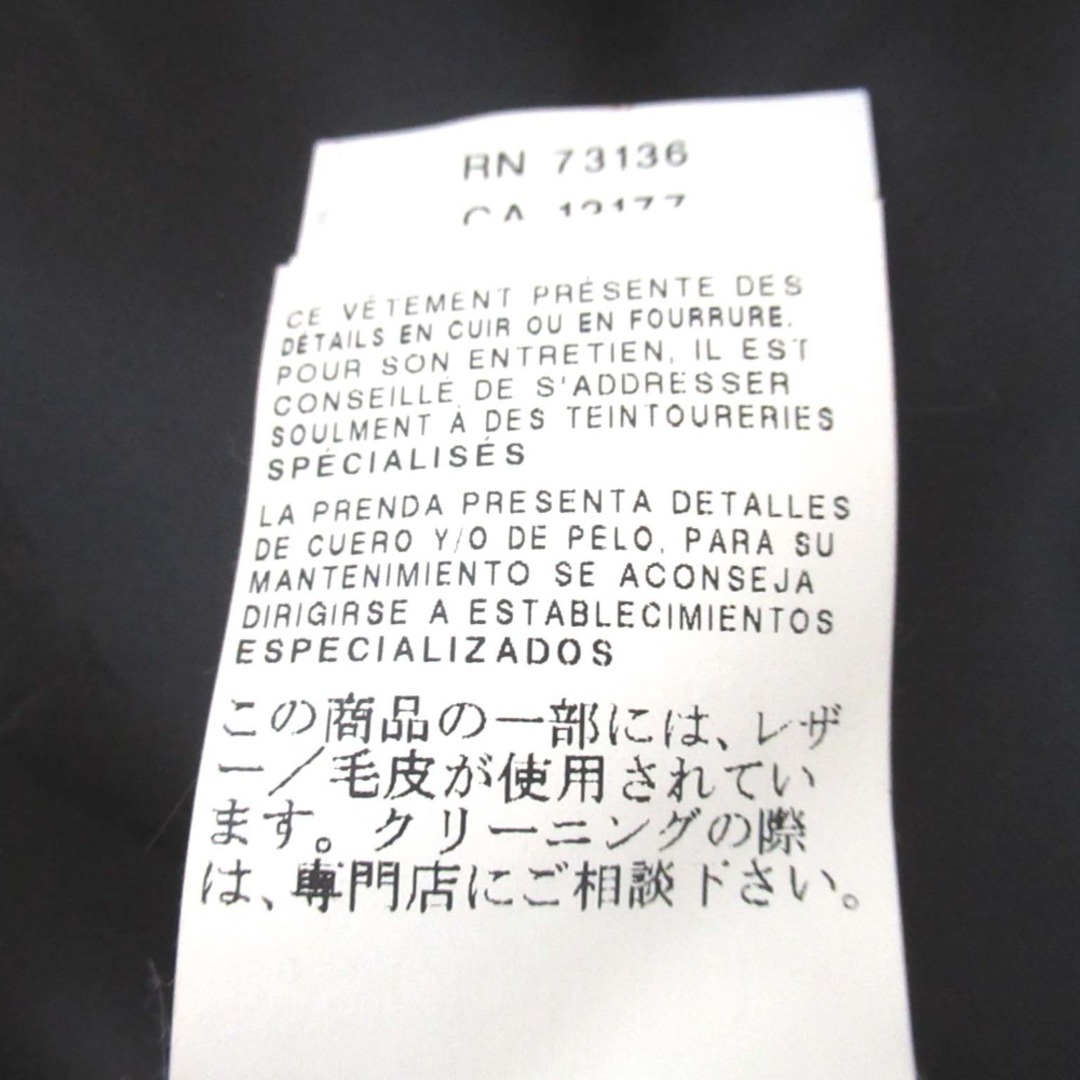 RN 73136
CA 12177
CE VÊTEMENT PRÉSENTE DES
DÉTAILS EN CUIR OU EN FOURRURE.
POUR SON ENTRETIEN, IL EST
CONSEILLÉ DE S'ADDRESSER
SOULMENT À DES TEINTOURERIES
SPÉCIALISÉS
LA PRENDA PRESENTA DETALLES
DE CUERO Y/O DE PELO, PARA SU
MANTENIMIENTO SE ACONSEJA
DIRIGIRSE A ESTABLECIMIENTOS
ESPECIALIZADOS
この商品の一部には、レザ
ー／毛皮が使用されてい
ます。クリーニングの際
は、専門店にご相談下さい。